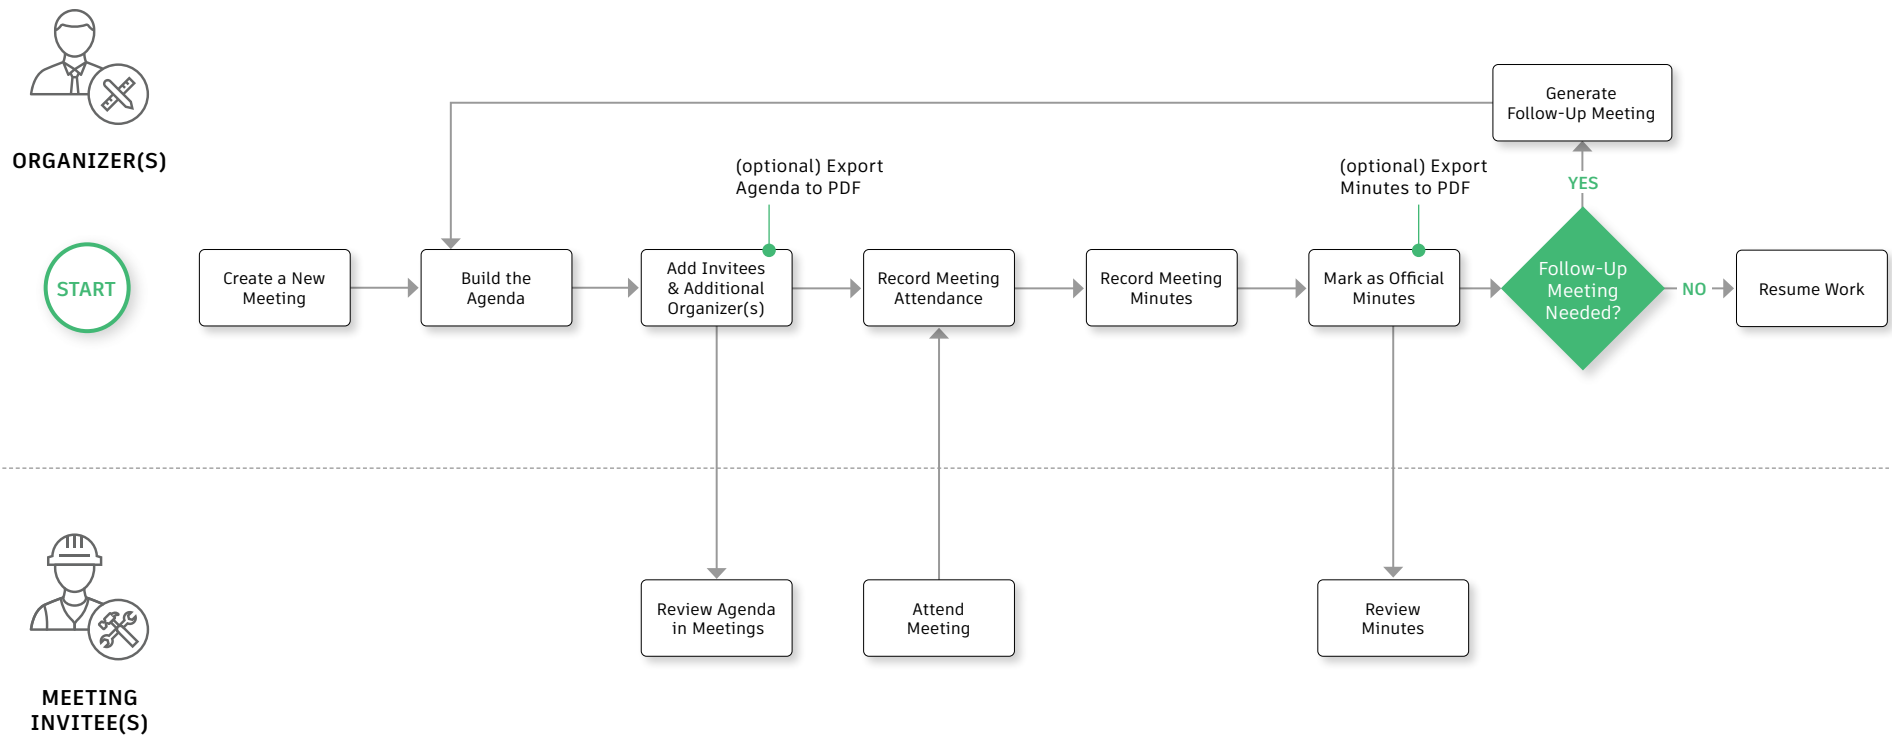 ORGANIZER(S)
Generate
Follow-Up Meeting
(optional) Export
Agenda to PDF
(optional) Export
Minutes to PDF
YES
START
Create a New
Meeting
Build the
Agenda
Add Invitees
& Additional
Organizer(s)
Record Meeting
Attendance
Record Meeting
Minutes
Mark as Official
Minutes
Follow-Up
Meeting
Needed?
NO
Resume Work
Review Agenda
in Meetings
Attend
Meeting
Review
Minutes
MEETING
INVITEE(S)